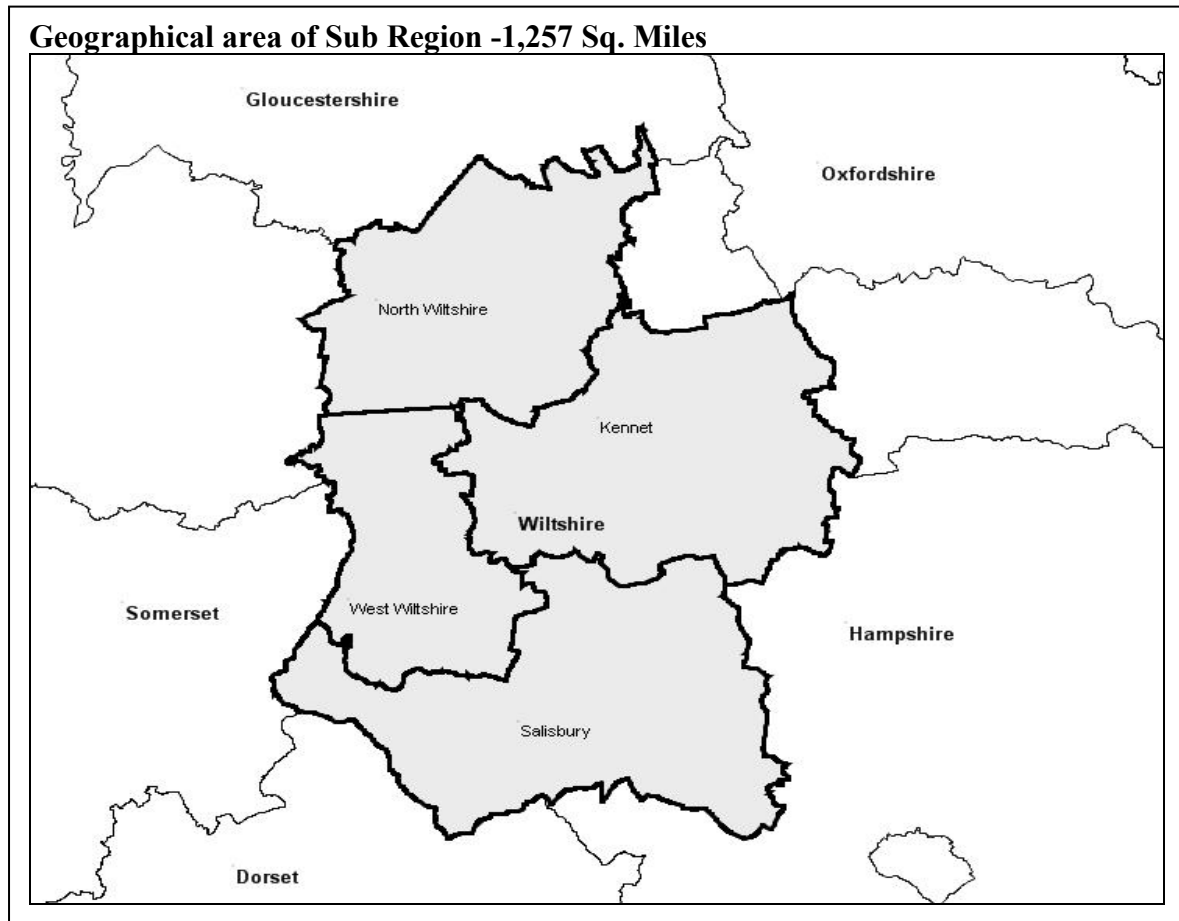 Geographical area of Sub Region -1,257 Sq. Miles
Gloucestershire
Oxfordshire
North Wiltshire
Kennet
Wiltshire
West Wiltshire
Somerset
Hampshire
Salisbury
Dorset